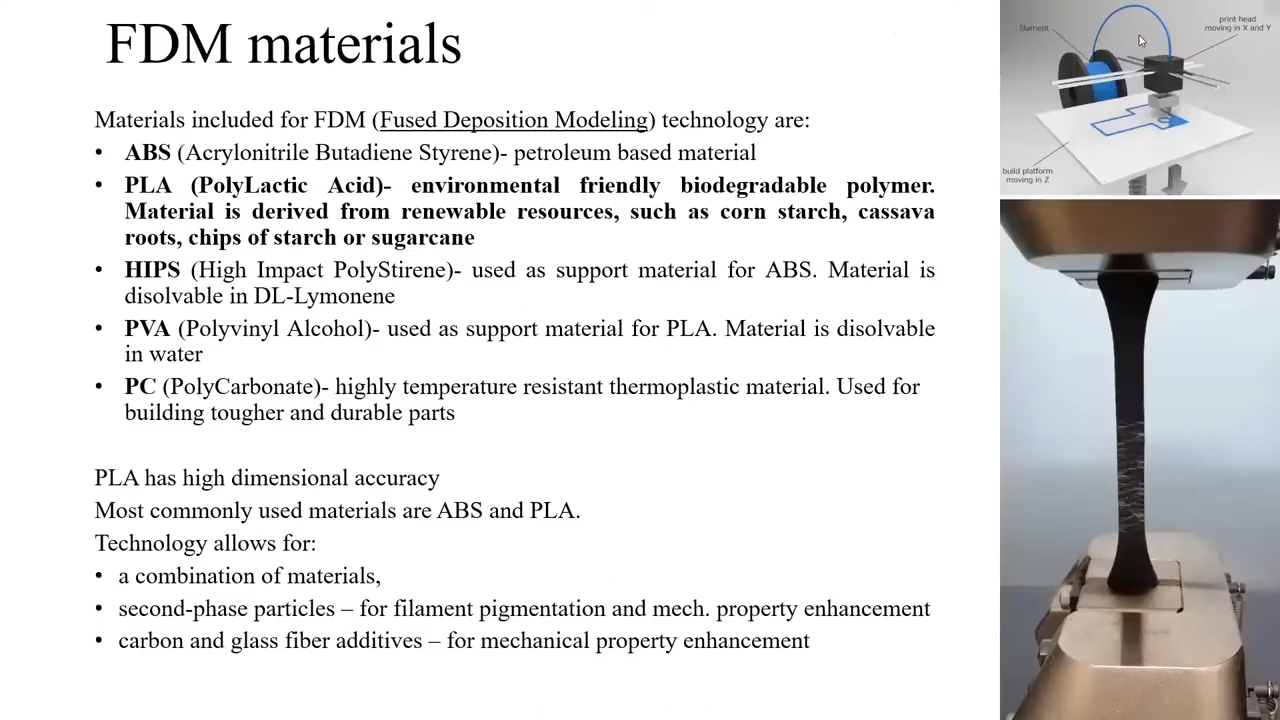 FDM materials
Materials included for FDM (Fused Deposition Modeling) technology are:
• ABS (Acrylonitrile Butadiene Styrene)- petroleum based material
• PLA (PolyLactic Acid)- environmental friendly biodegradable polymer.
Material is derived from renewable resources, such as corn starch, cassava
roots, chips of starch or sugarcane
• HIPS (High Impact PolyStirene)- used as support material for ABS. Material is
disolvable in DL-Lymonene
• PVA (Polyvinyl Alcohol)- used as support material for PLA. Material is disolvable
in water
• PC (PolyCarbonate)- highly temperature resistant thermoplastic material. Used for
building tougher and durable parts
PLA has high dimensional accuracy
Most commonly used materials are ABS and PLA.
Technology allows for:
• a combination of materials,
• second-phase particles – for filament pigmentation and mech. property enhancement
• carbon and glass fiber additives – for mechanical property enhancement
filament
print head
moving in X and Y
build platform
moving in Z